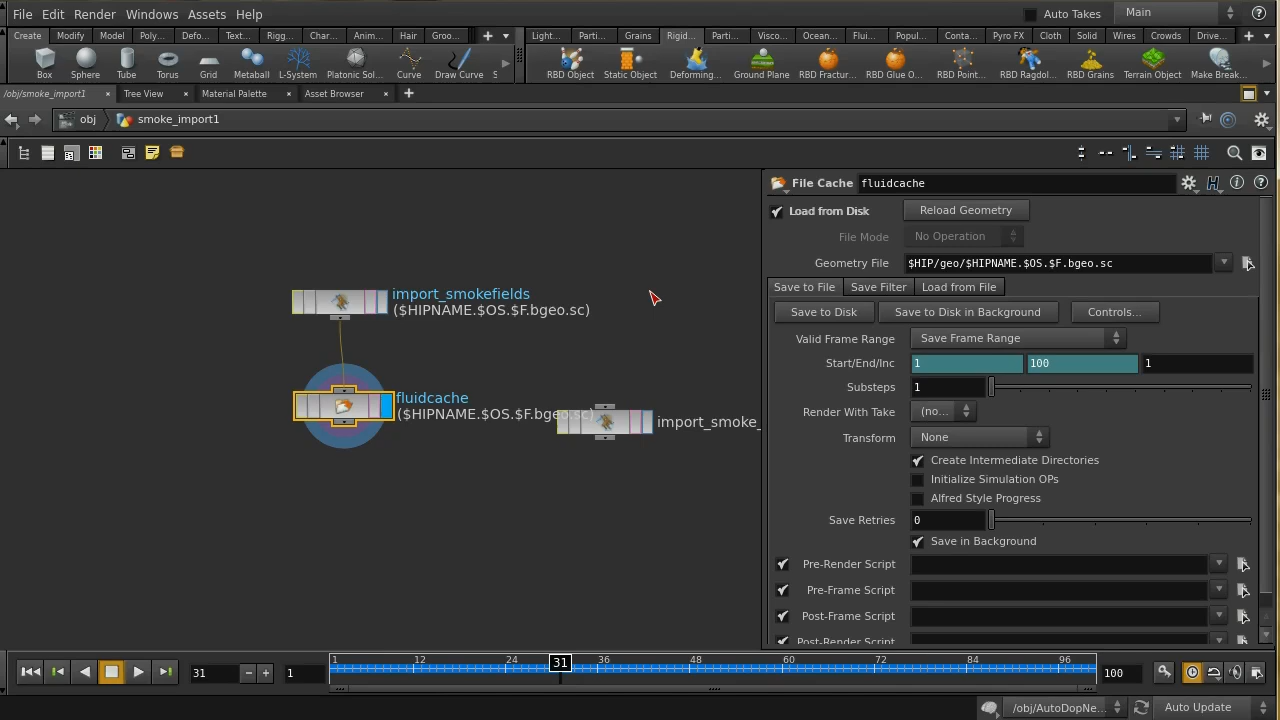 File Edit Render Windows Assets Help Auto Takes Main
Create Modify Model Poly... Defo... Text... Rigg... Char... Anim... Hair Groo... Light... Parti... Grains Rigid... Parti... Visco... Ocean... Flui... Popul... Conta... Pyro FX Cloth Solid Wires Crowds Drive...
Box Sphere Tube Torus Grid Metaball L-System Platonic Sol... Curve Draw Curve S RBD Object Static Object Deforming... Ground Plane RBD Fractur... RBD Glue O... RBD Point... RBD Ragdol... RBD Grains Terrain Object Make Break...
/obj/smoke_import1 Tree View Material Palette Asset Browser
obj smoke_import1
File Cache fluidcache
Load from Disk Reload Geometry
File Mode No Operation
Geometry File $HIP/geo/$HIPNAME.$OS.$F.bgeo.sc
Save to File Save Filter Load from File
Save to Disk Save to Disk in Background Controls...
Valid Frame Range Save Frame Range
Start/End/Inc 1 100 1
Substeps 1
Render With Take (no...
Transform None
Create Intermediate Directories
Initialize Simulation OPs
Alfred Style Progress
Save Retries 0
Save in Background
Pre-Render Script
Pre-Frame Script
Post-Frame Script
Post-Render Script
import_smokefields
($HIPNAME.$OS.$F.bgeo.sc)
fluidcache
($HIPNAME.$OS.$F.bgeo.sc)
import_smoke_
31 1 1 12 24 31 36 48 60 72 84 96 100
/obj/AutoDopNe... Auto Update